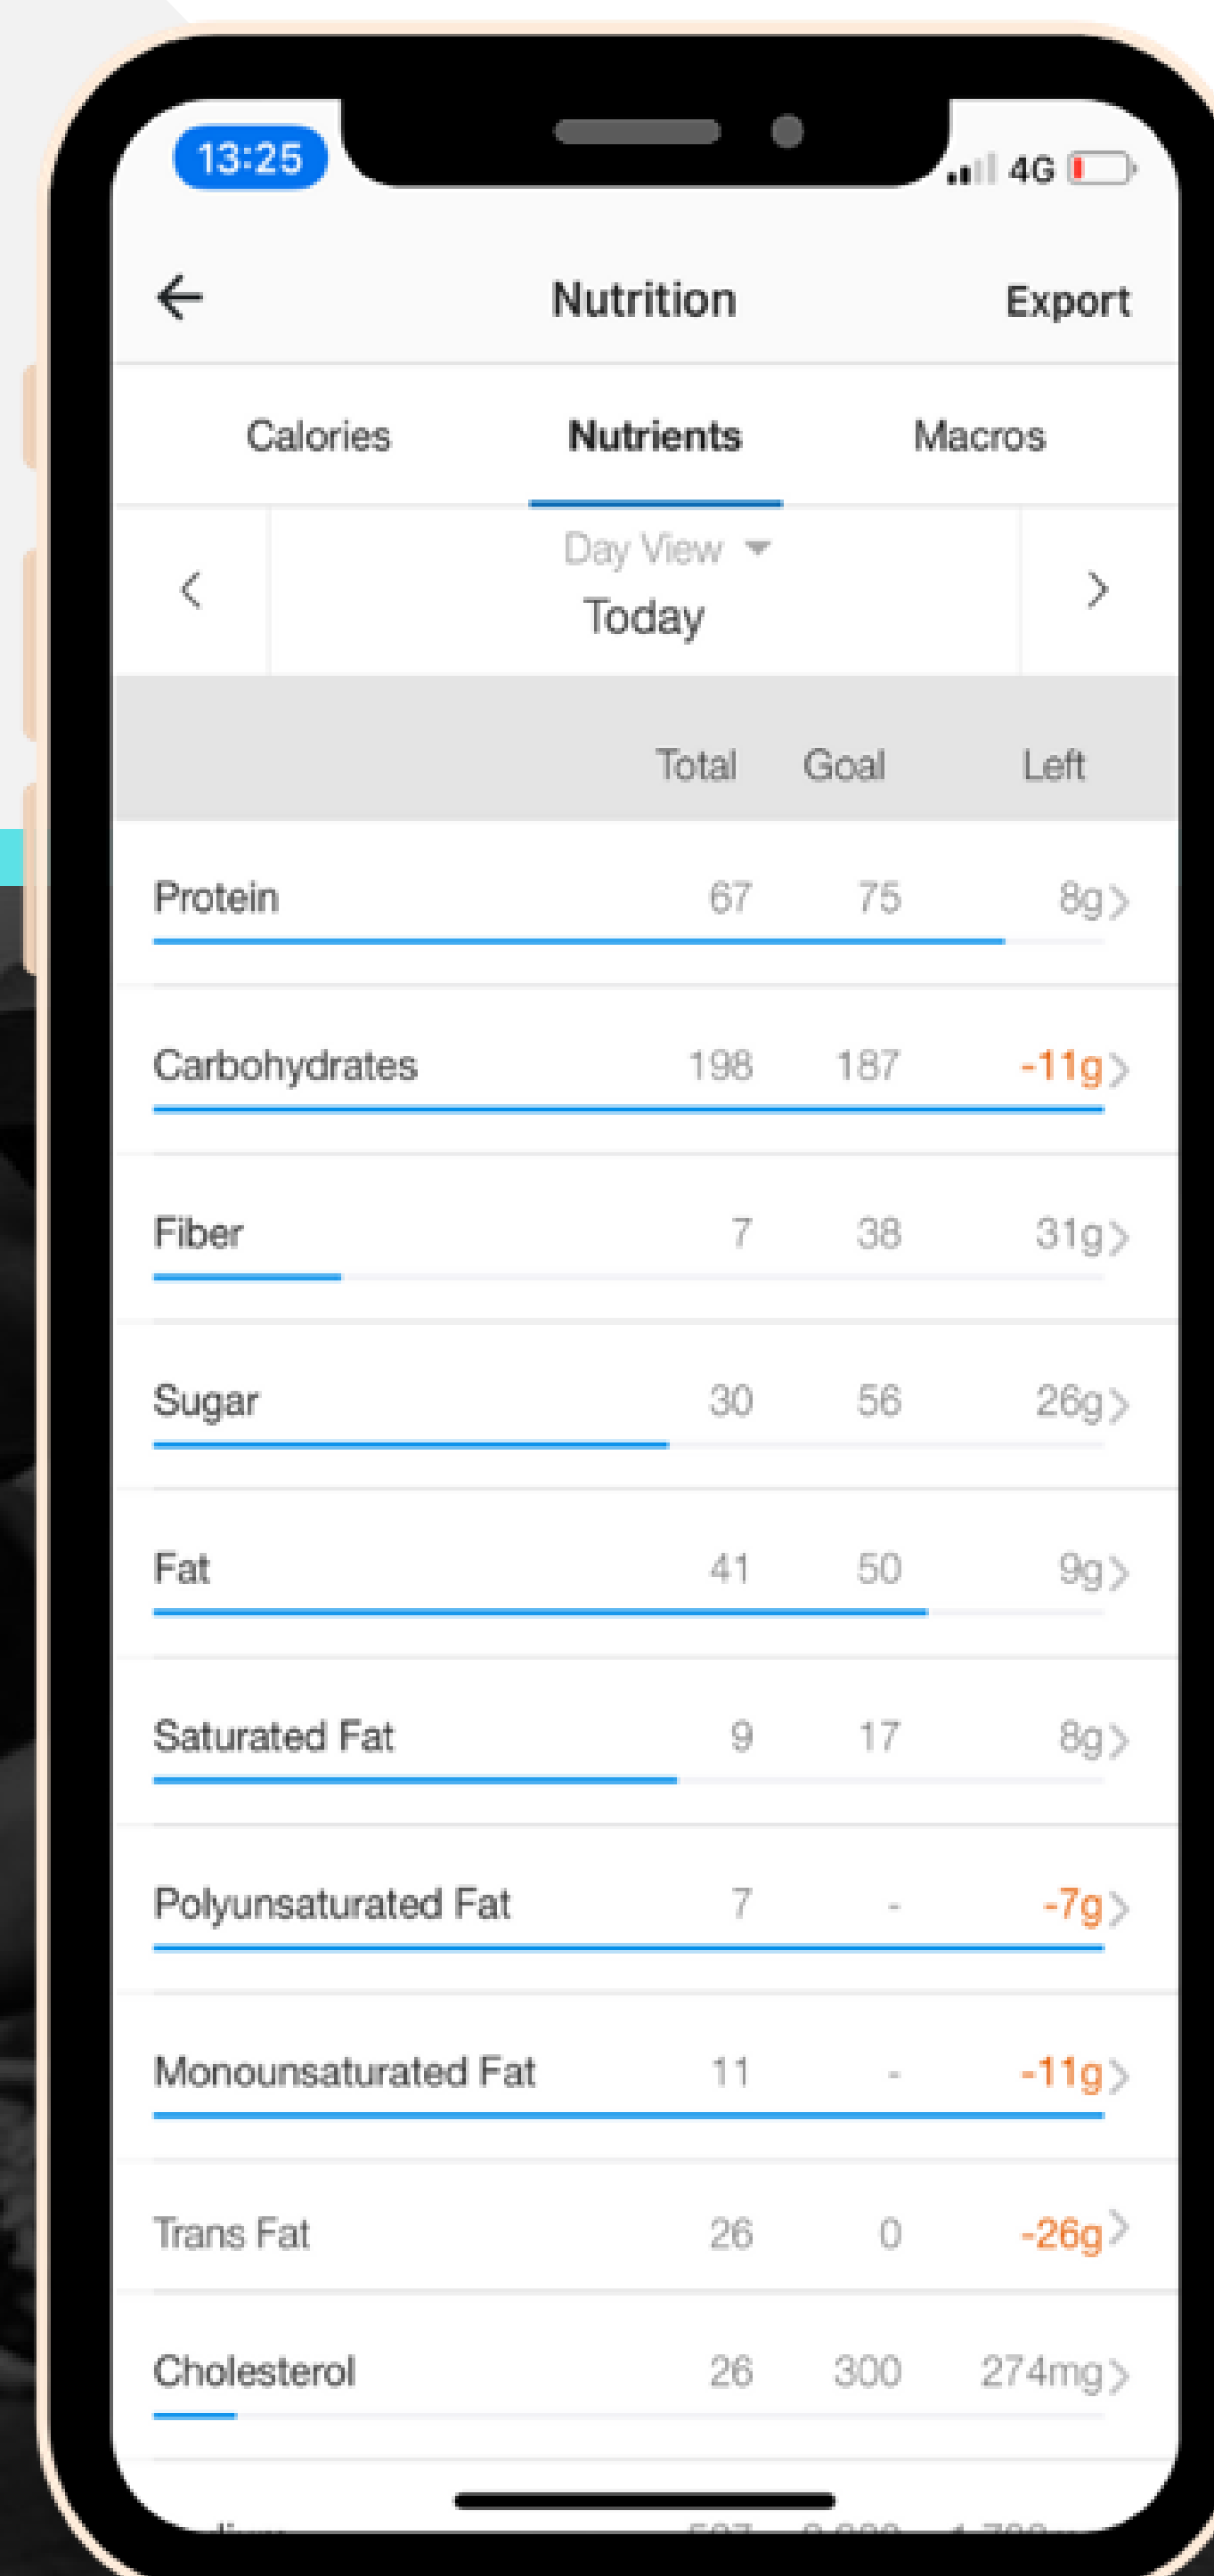 13:25 4G
Nutrition Export
Calories Nutrients Macros
Day View
Today
Total Goal Left
Protein 67 75 8g
Carbohydrates 198 187 -11g
Fiber 7 38 31g
Sugar 30 56 26g
Fat 41 50 9g
Saturated Fat 9 17 8g
Polyunsaturated Fat 7 - -7g
Monounsaturated Fat 11 - -11g
Trans Fat 26 0 -26g
Cholesterol 26 300 274mg